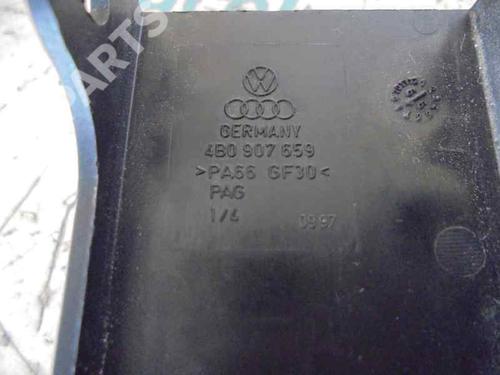 GERMANY
4B0 907 659
>PA66 GF30<
PAG
1/4 0997